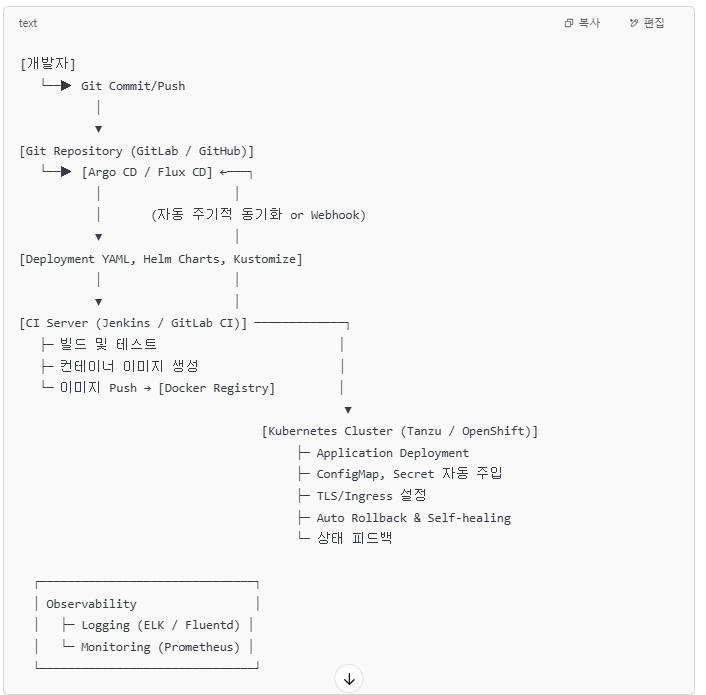 text 복사 편집
[개발자]
└──▶ Git Commit/Push
│
▼
[Git Repository (GitLab / GitHub)]
└──▶ [Argo CD / Flux CD] ←──┐
│ │
│ (자동 주기적 동기화 or Webhook)
▼ │
[Deployment YAML, Helm Charts, Kustomize]
│ │
▼ │
[CI Server (Jenkins / GitLab CI)] ─────────────┐
├─ 빌드 및 테스트 │
├─ 컨테이너 이미지 생성 │
└─ 이미지 Push → [Docker Registry] │
▼
[Kubernetes Cluster (Tanzu / OpenShift)]
├─ Application Deployment
├─ ConfigMap, Secret 자동 주입
├─ TLS/Ingress 설정
├─ Auto Rollback & Self-healing
└─ 상태 피드백
┌───────────────────────────────┐
│ Observability │
│ ├─ Logging (ELK / Fluentd) │
│ └─ Monitoring (Prometheus) │
└───────────────────────────────┘